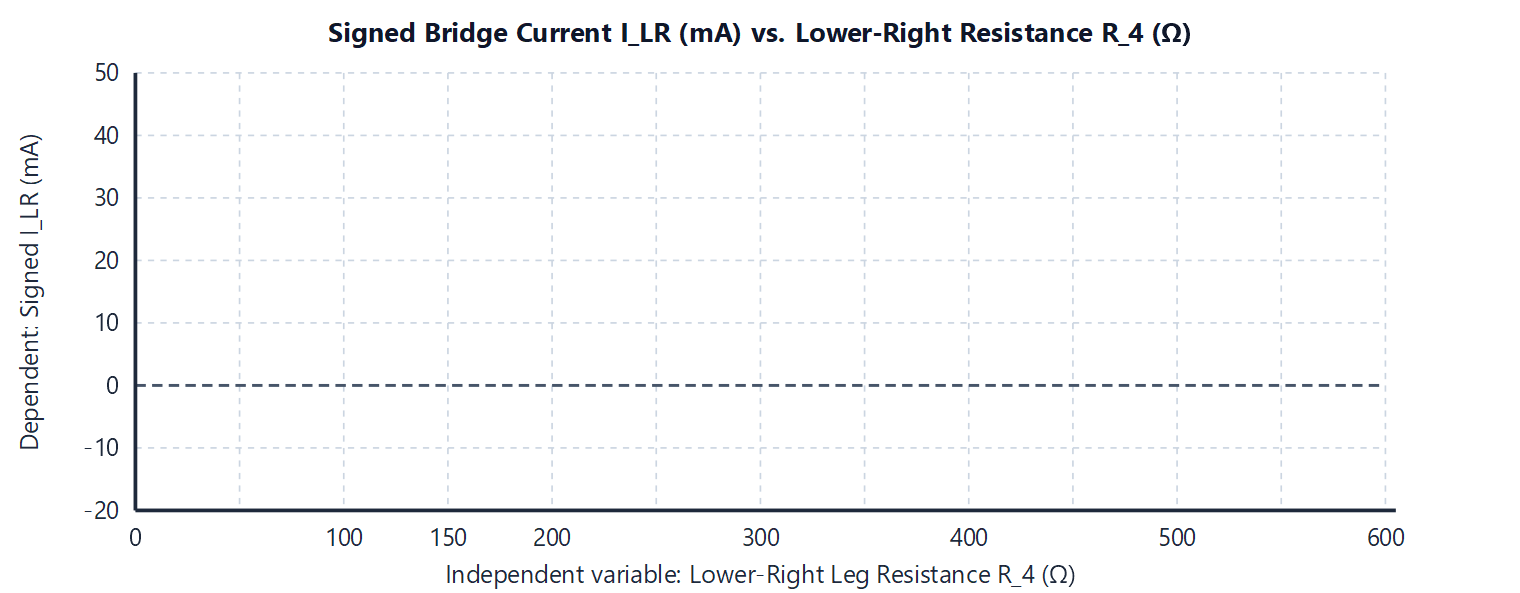 Signed Bridge Current I_LR (mA) vs. Lower-Right Resistance R_4 (Ω)
Dependent: Signed I_LR (mA)
50
40
30
20
10
0
-10
-20
0 100 150 200 300 400 500 600
Independent variable: Lower-Right Leg Resistance R_4 (Ω)